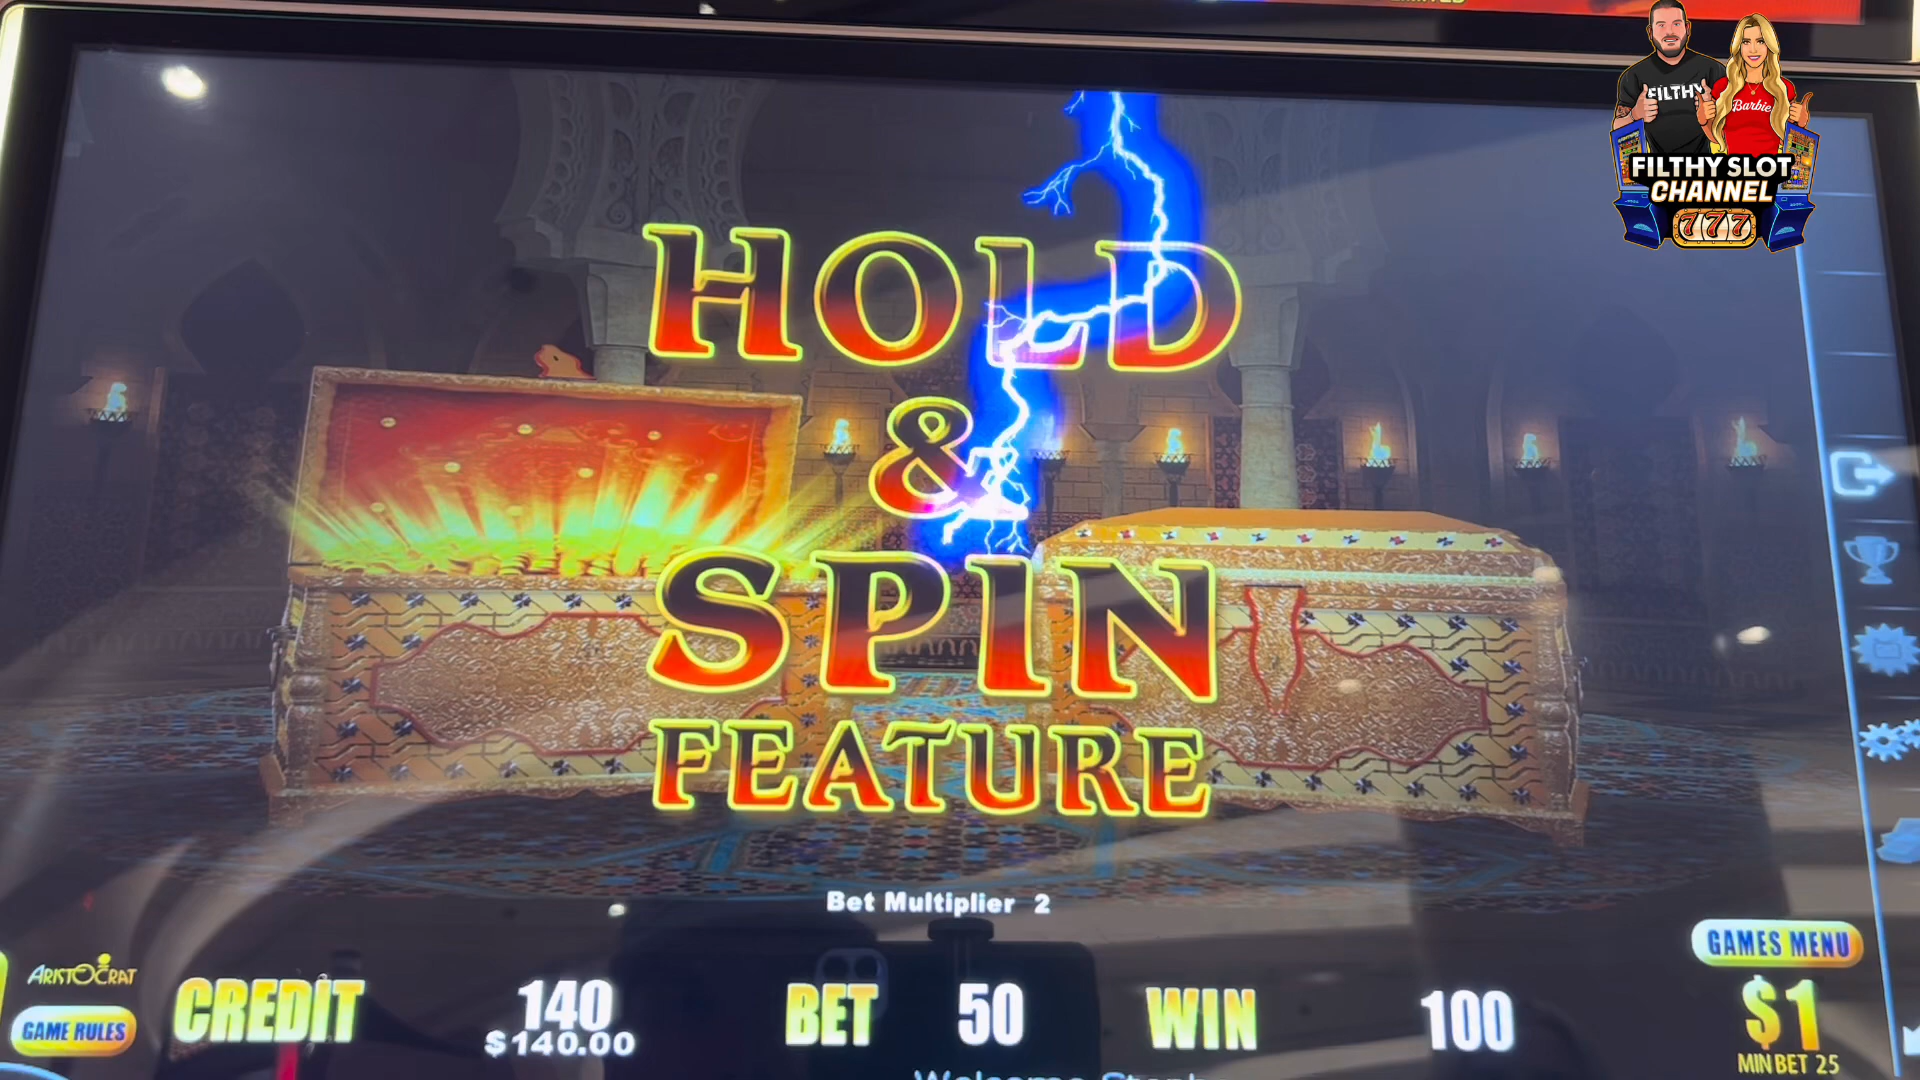 FILTHY
Barbie
FILTHY SLOT
CHANNEL
777
HOLD
&
SPIN
FEATURE
Bet Multiplier 2
GAMES MENU
ARISTOCRAT
GAME RULES
CREDIT
140
$140.00
BET
50
WIN
100
$1
MIN BET 25